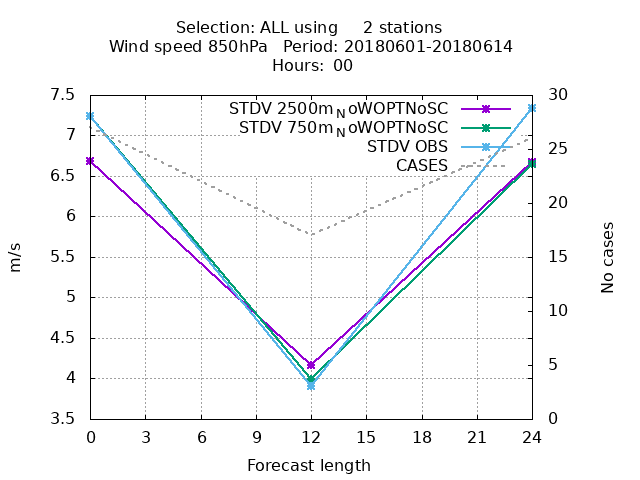 Selection: ALL using     2 stations
Wind speed 850hPa   Period: 20180601-20180614
Hours:  00
STDV 2500m_NoWOPTNoSC
STDV 750m_NoWOPTNoSC
STDV OBS
CASES
7.5
7
6.5
6
5.5
5
4.5
4
3.5
m/s
30
25
20
15
10
5
0
No cases
0 3 6 9 12 15 18 21 24
Forecast length